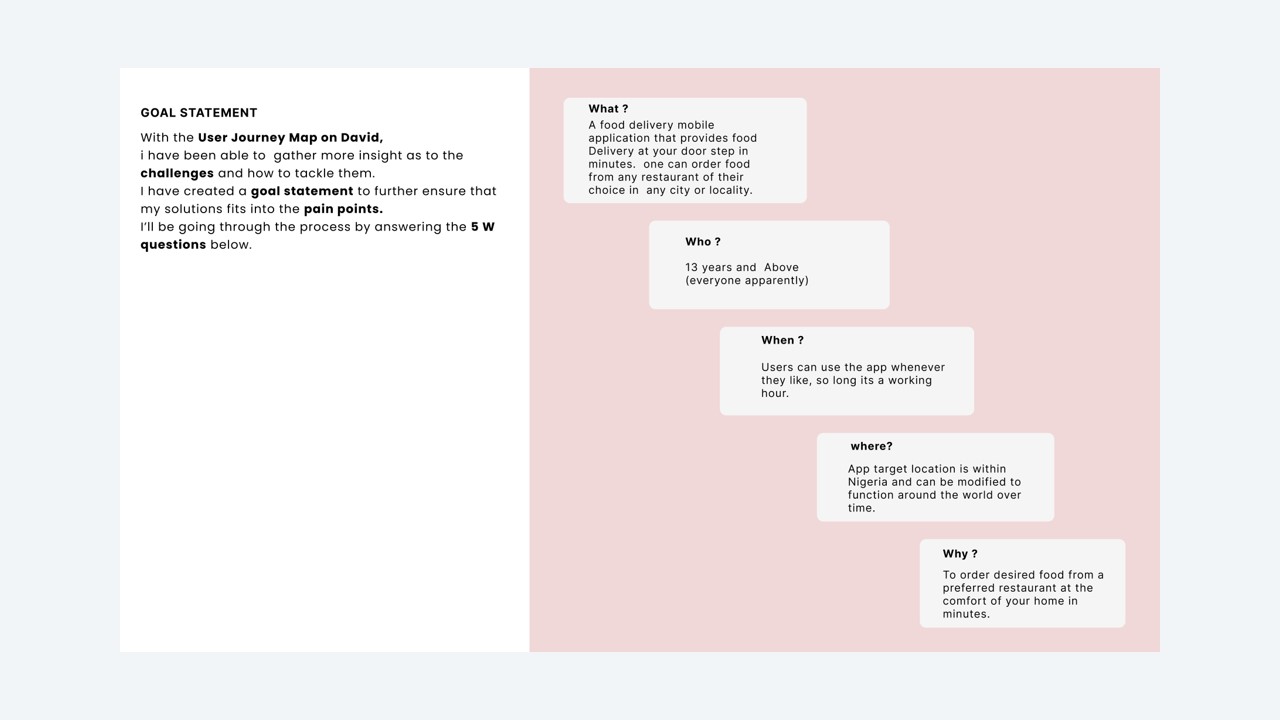 GOAL STATEMENT
With the User Journey Map on David,
i have been able to  gather more insight as to the
challenges and how to tackle them.
I have created a goal statement to further ensure that
my solutions fits into the pain points.
I’ll be going through the process by answering the 5 W
questions below.
What ?
A food delivery mobile
application that provides food
Delivery at your door step in
minutes.  one can order food
from any restaurant of their
choice in  any city or locality.
Who ?
13 years and  Above
(everyone apparently)
When ?
Users can use the app whenever
they like, so long its a working
hour.
where?
App target location is within
Nigeria and can be modified to
function around the world over
time.
Why ?
To order desired food from a
preferred restaurant at the
comfort of your home in
minutes.